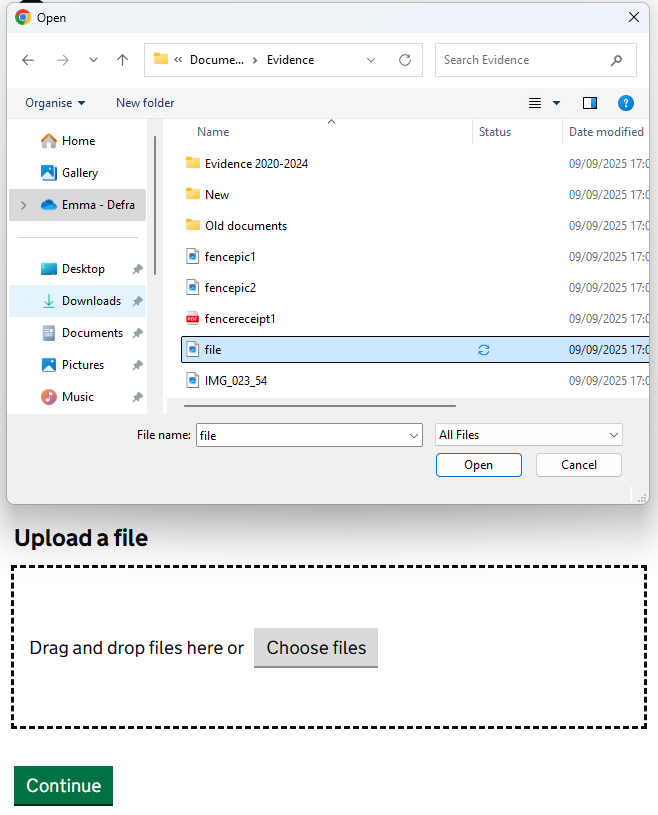 Open
« Docume... › Evidence
Search Evidence
Organise New folder
Name Status Date modified
Home
Gallery
Emma - Defra
Desktop
Downloads
Documents
Pictures
Music
Evidence 2020-2024 09/09/2025 17:0
New 09/09/2025 17:0
Old documents 09/09/2025 17:0
fencepic1 09/09/2025 17:0
fencepic2 09/09/2025 17:0
PDF fencereceipt1 09/09/2025 17:0
file 09/09/2025 17:0
IMG_023_54 09/09/2025 17:0
File name: file All Files
Open Cancel
Upload a file
Drag and drop files here or Choose files
Continue